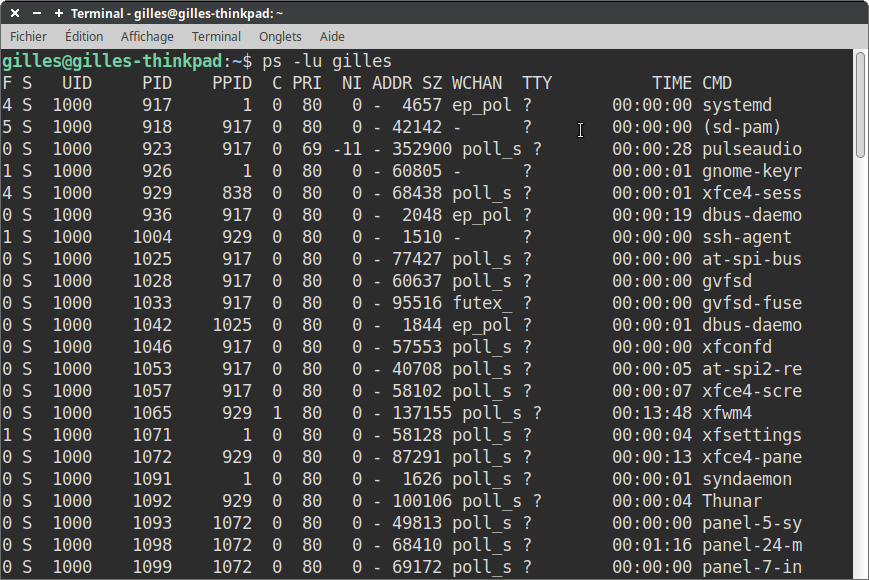 Terminal - gilles@gilles-thinkpad: ~
Fichier Édition Affichage Terminal Onglets Aide
gilles@gilles-thinkpad:~$ ps -lu gilles
F S   UID     PID    PPID  C PRI  NI ADDR SZ WCHAN  TTY          TIME CMD
4 S  1000     917       1  0  80   0 -  4657 ep_pol ?        00:00:00 systemd
5 S  1000     918     917  0  80   0 - 42142 -      ?        00:00:00 (sd-pam)
0 S  1000     923     917  0  69 -11 - 352900 poll_s ?       00:00:28 pulseaudio
1 S  1000     926       1  0  80   0 - 60805 -      ?        00:00:01 gnome-keyr
4 S  1000     929     838  0  80   0 - 68438 poll_s ?        00:00:01 xfce4-sess
0 S  1000     936     917  0  80   0 -  2048 ep_pol ?        00:00:19 dbus-daemo
1 S  1000    1004     929  0  80   0 -  1510 -      ?        00:00:00 ssh-agent
0 S  1000    1025     917  0  80   0 - 77427 poll_s ?        00:00:00 at-spi-bus
0 S  1000    1028     917  0  80   0 - 60637 poll_s ?        00:00:00 gvfsd
0 S  1000    1033     917  0  80   0 - 95516 futex_ ?        00:00:00 gvfsd-fuse
0 S  1000    1042    1025  0  80   0 -  1844 ep_pol ?        00:00:01 dbus-daemo
0 S  1000    1046     917  0  80   0 - 57553 poll_s ?        00:00:00 xfconfd
0 S  1000    1053     917  0  80   0 - 40708 poll_s ?        00:00:05 at-spi2-re
0 S  1000    1057     917  0  80   0 - 58102 poll_s ?        00:00:07 xfce4-scre
0 S  1000    1065     929  1  80   0 - 137155 poll_s ?       00:13:48 xfwm4
1 S  1000    1071       1  0  80   0 - 58128 poll_s ?        00:00:04 xfsettings
0 S  1000    1072     929  0  80   0 - 87291 poll_s ?        00:00:13 xfce4-pane
0 S  1000    1091       1  0  80   0 -  1626 poll_s ?        00:00:01 syndaemon
0 S  1000    1092     929  0  80   0 - 100106 poll_s ?       00:00:04 Thunar
0 S  1000    1093    1072  0  80   0 - 49813 poll_s ?        00:00:00 panel-5-sy
0 S  1000    1098    1072  0  80   0 - 68410 poll_s ?        00:01:16 panel-24-m
0 S  1000    1099    1072  0  80   0 - 69172 poll_s ?        00:00:00 panel-7-in